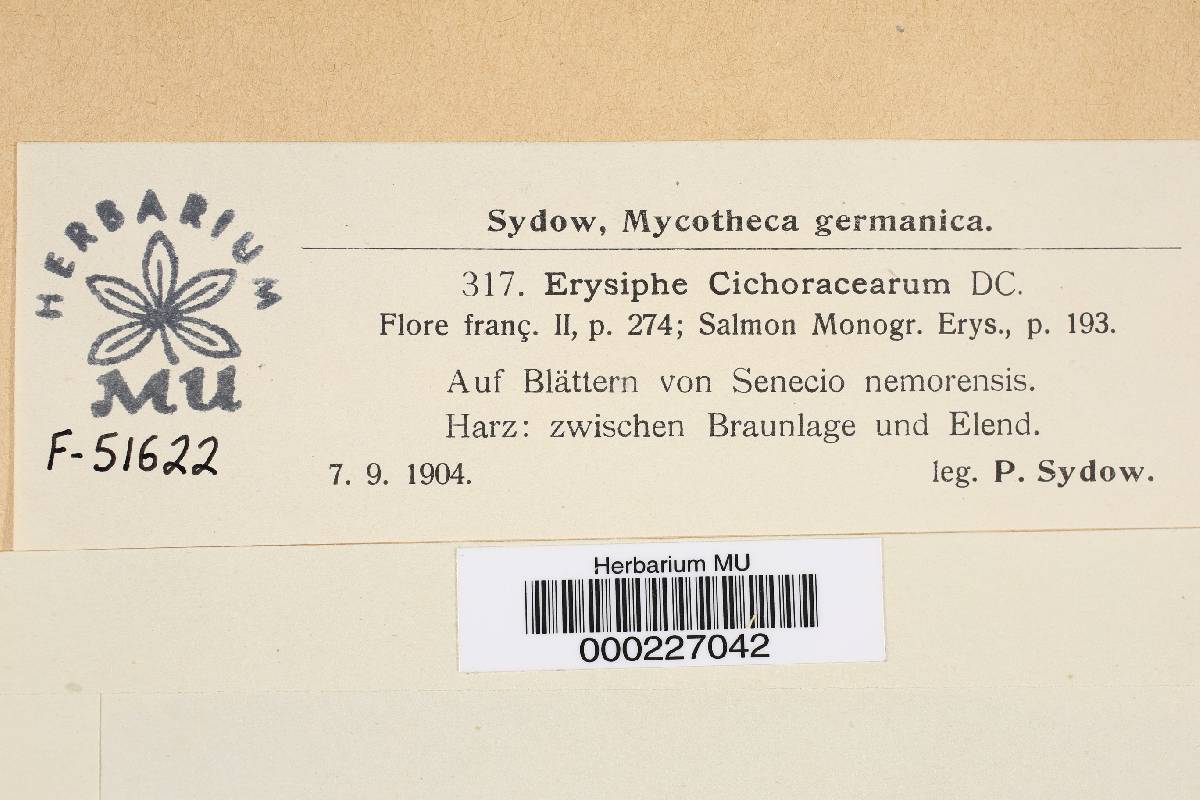 HERBARIUM
MU
F-51622
Sydow, Mycotheca germanica.
317. Erysiphe Cichoracearum DC.
Flore franç. II, p. 274; Salmon Monogr. Erys., p. 193.
Auf Blättern von Senecio nemorensis.
Harz: zwischen Braunlage und Elend.
7. 9. 1904. leg. P. Sydow.
Herbarium MU
000227042